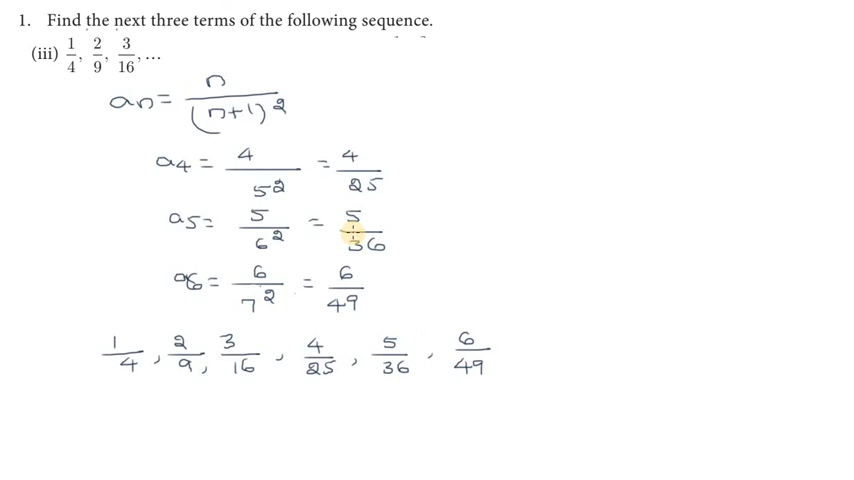 1. Find the next three terms of the following sequence.
(iii) 1/4, 2/9, 3/16, ...
an = n/(n+1)²
a4 = 4/5² = 4/25
a5 = 5/6² = 5/36
a6 = 6/7² = 6/49
1/4, 2/9, 3/16, 4/25, 5/36, 6/49